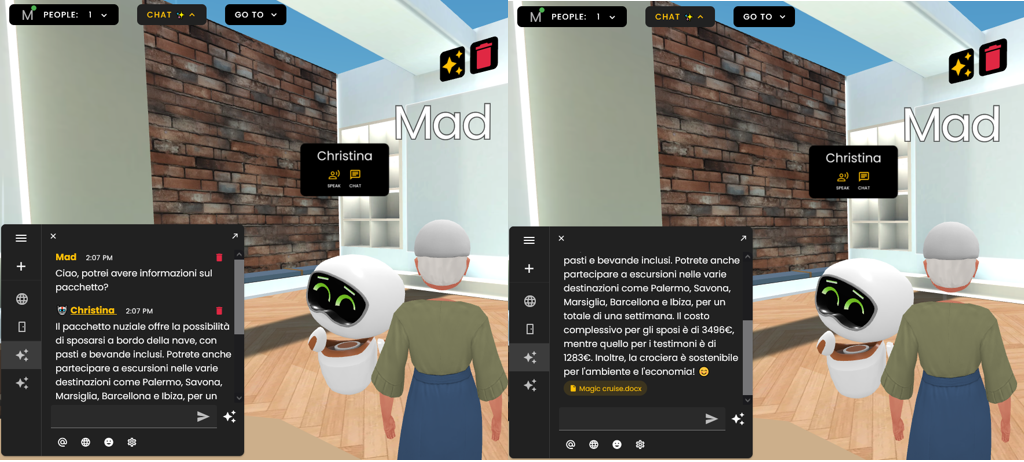 M PEOPLE: 1
CHAT
GO TO
Mad
Christina
SPEAK
CHAT
Mad 2:07 PM
Ciao, potrei avere informazioni sul
pacchetto?
Christina 2:07 PM
Il pacchetto nuziale offre la possibilità
di sposarsi a bordo della nave, con
pasti e bevande inclusi. Potrete anche
partecipare a escursioni nelle varie
destinazioni come Palermo, Savona,
Marsiglia, Barcellona e Ibiza, per un
@
M PEOPLE: 1
CHAT
GO TO
Mad
Christina
SPEAK
CHAT
pasti e bevande inclusi. Potrete anche
partecipare a escursioni nelle varie
destinazioni come Palermo, Savona,
Marsiglia, Barcellona e Ibiza, per un
totale di una settimana. Il costo
complessivo per gli sposi è di 3496€,
mentre quello per i testimoni è di
1283€. Inoltre, la crociera è sostenibile
per l'ambiente e l'economia! 😄
Magic cruise.docx
@